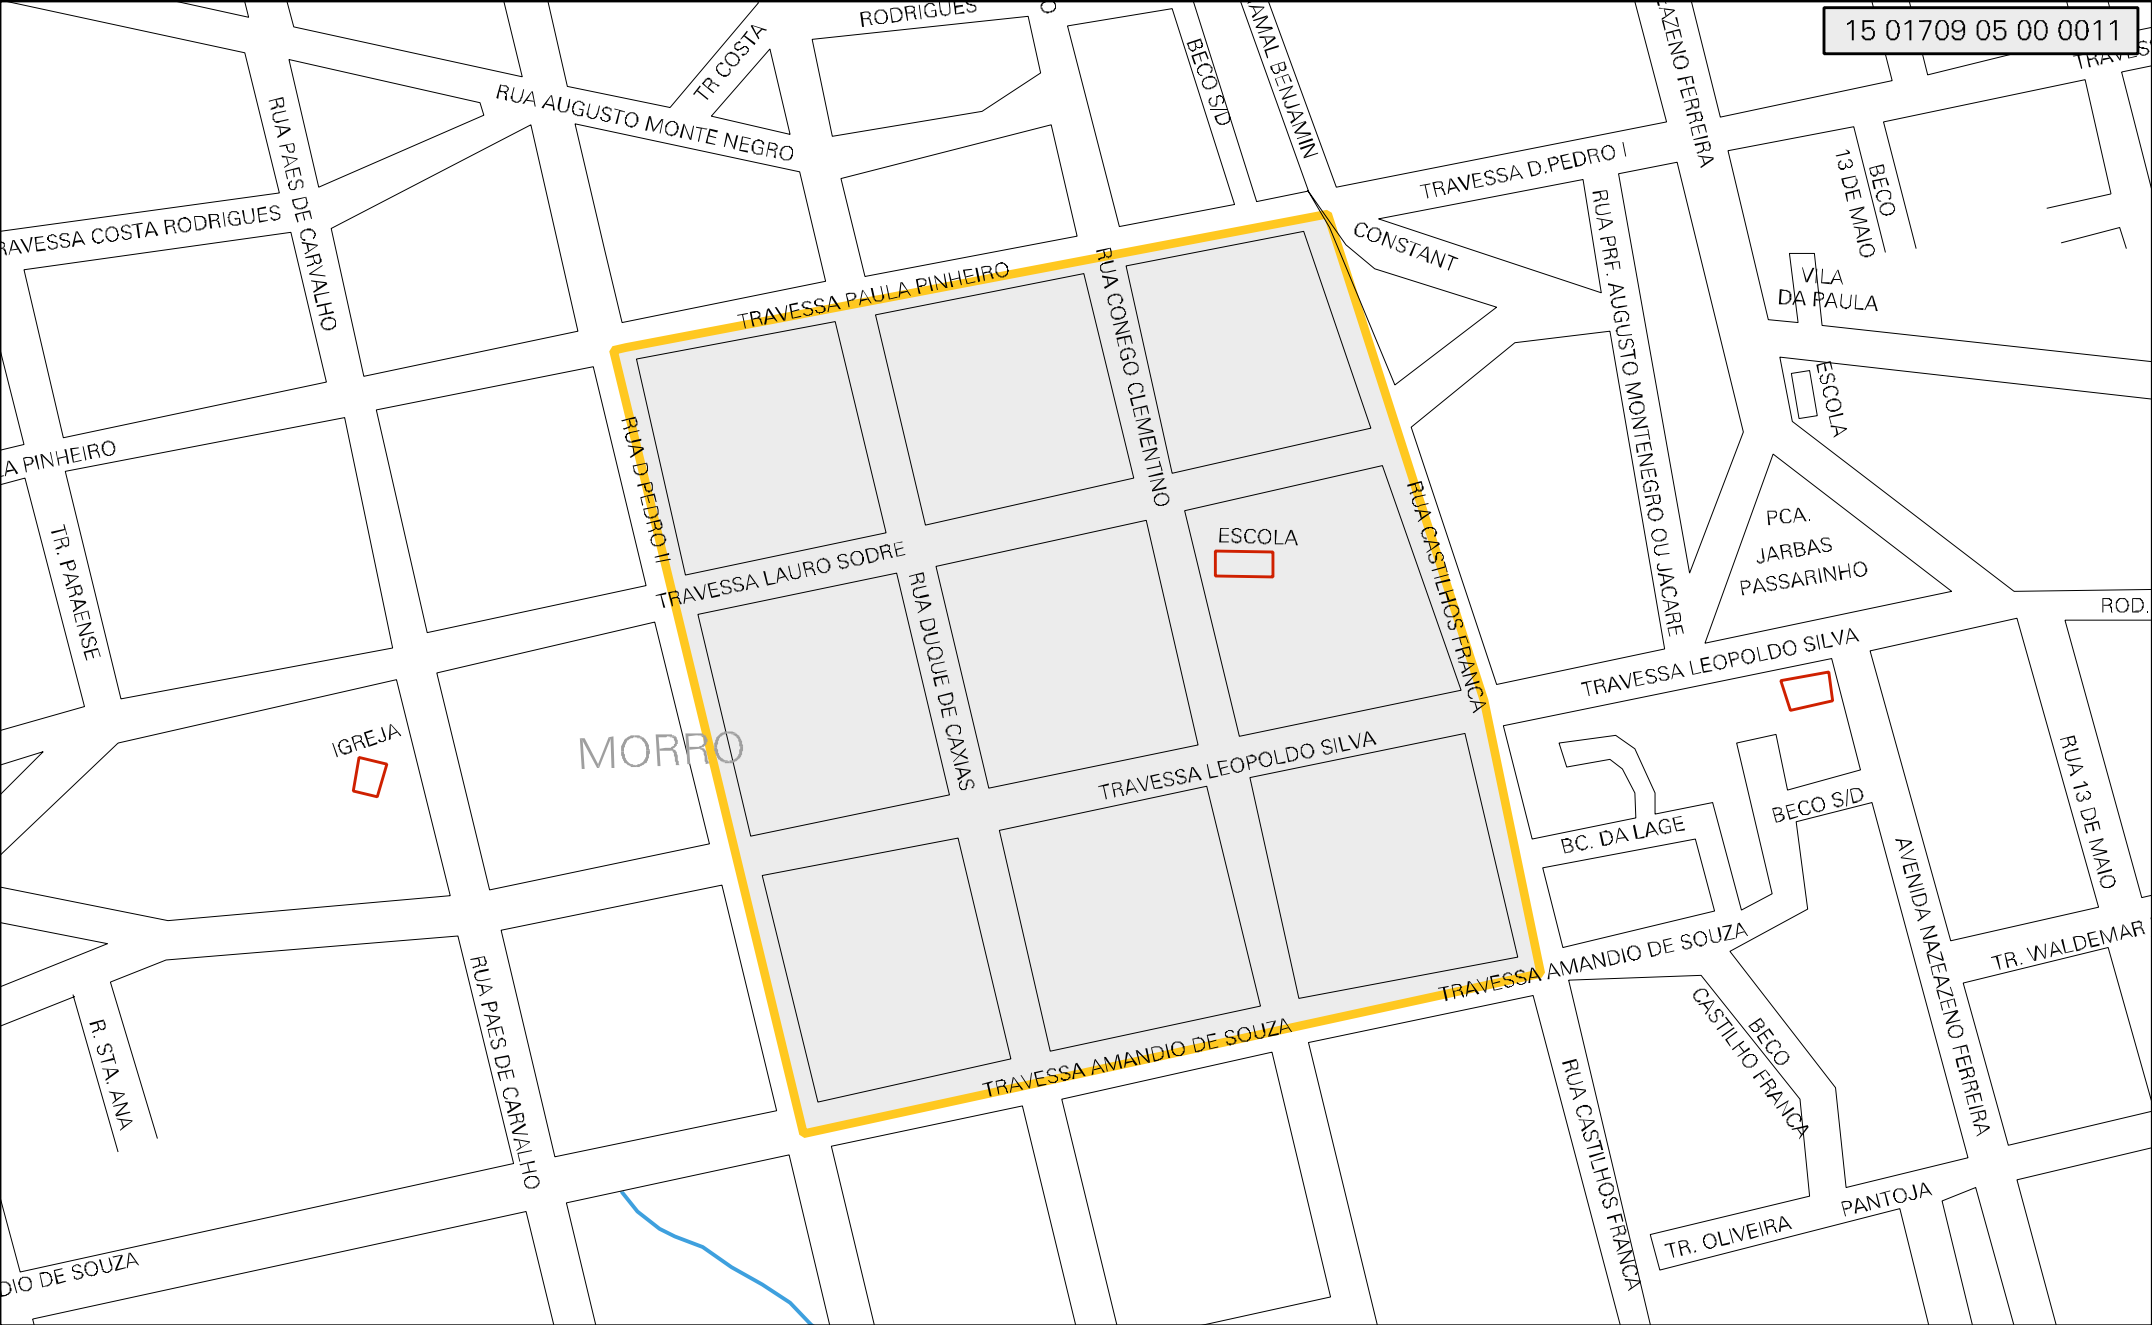 15 01709 05 00 0011
RODRIGUES
O
TR COSTA
BECO S/D
AMAL BENJAMIN
AZENO FERREIRA
RUA AUGUSTO MONTE NEGRO
RUA PAES DE CARVALHO
TRAVESSA D.PEDRO I
13 DE MAIO
BECO
RAVESSA COSTA RODRIGUES
CONSTANT
RUA PRF. AUGUSTO MONTENEGRO OU JACARE
VILA
DA PAULA
TRAVESSA PAULA PINHEIRO
RUA CONEGO CLEMENTINO
ESCOLA
LA PINHEIRO
RUA D PEDRO II
RUA CASTILHOS FRANCA
TR. PARAENSE
PCA.
JARBAS
PASSARINHO
ESCOLA
TRAVESSA LAURO SODRE
RUA DUQUE DE CAXIAS
ROD.
TRAVESSA LEOPOLDO SILVA
IGREJA
MORRO
TRAVESSA LEOPOLDO SILVA
RUA 13 DE MAIO
BECO S/D
BC. DA LAGE
AVENIDA NAZEAZENO FERREIRA
TRAVESSA AMANDIO DE SOUZA
TR. WALDEMAR
RUA PAES DE CARVALHO
R. STA. ANA
TRAVESSA AMANDIO DE SOUZA
BECO
CASTILHO FRANCA
RUA CASTILHOS FRANCA
TR. OLIVEIRA
PANTOJA
DIO DE SOUZA